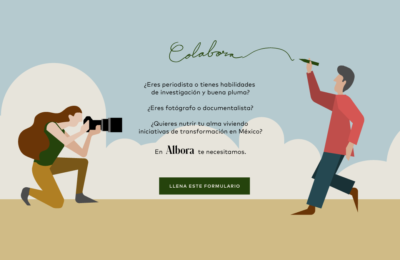 Colabora
¿Eres periodista o tienes habilidades
de investigación y buena pluma?
¿Eres fotógrafo o documentalista?
¿Quieres nutrir tu alma viviendo
iniciativas de transformación en México?
En Albora te necesitamos.
LLENA ESTE FORMULARIO